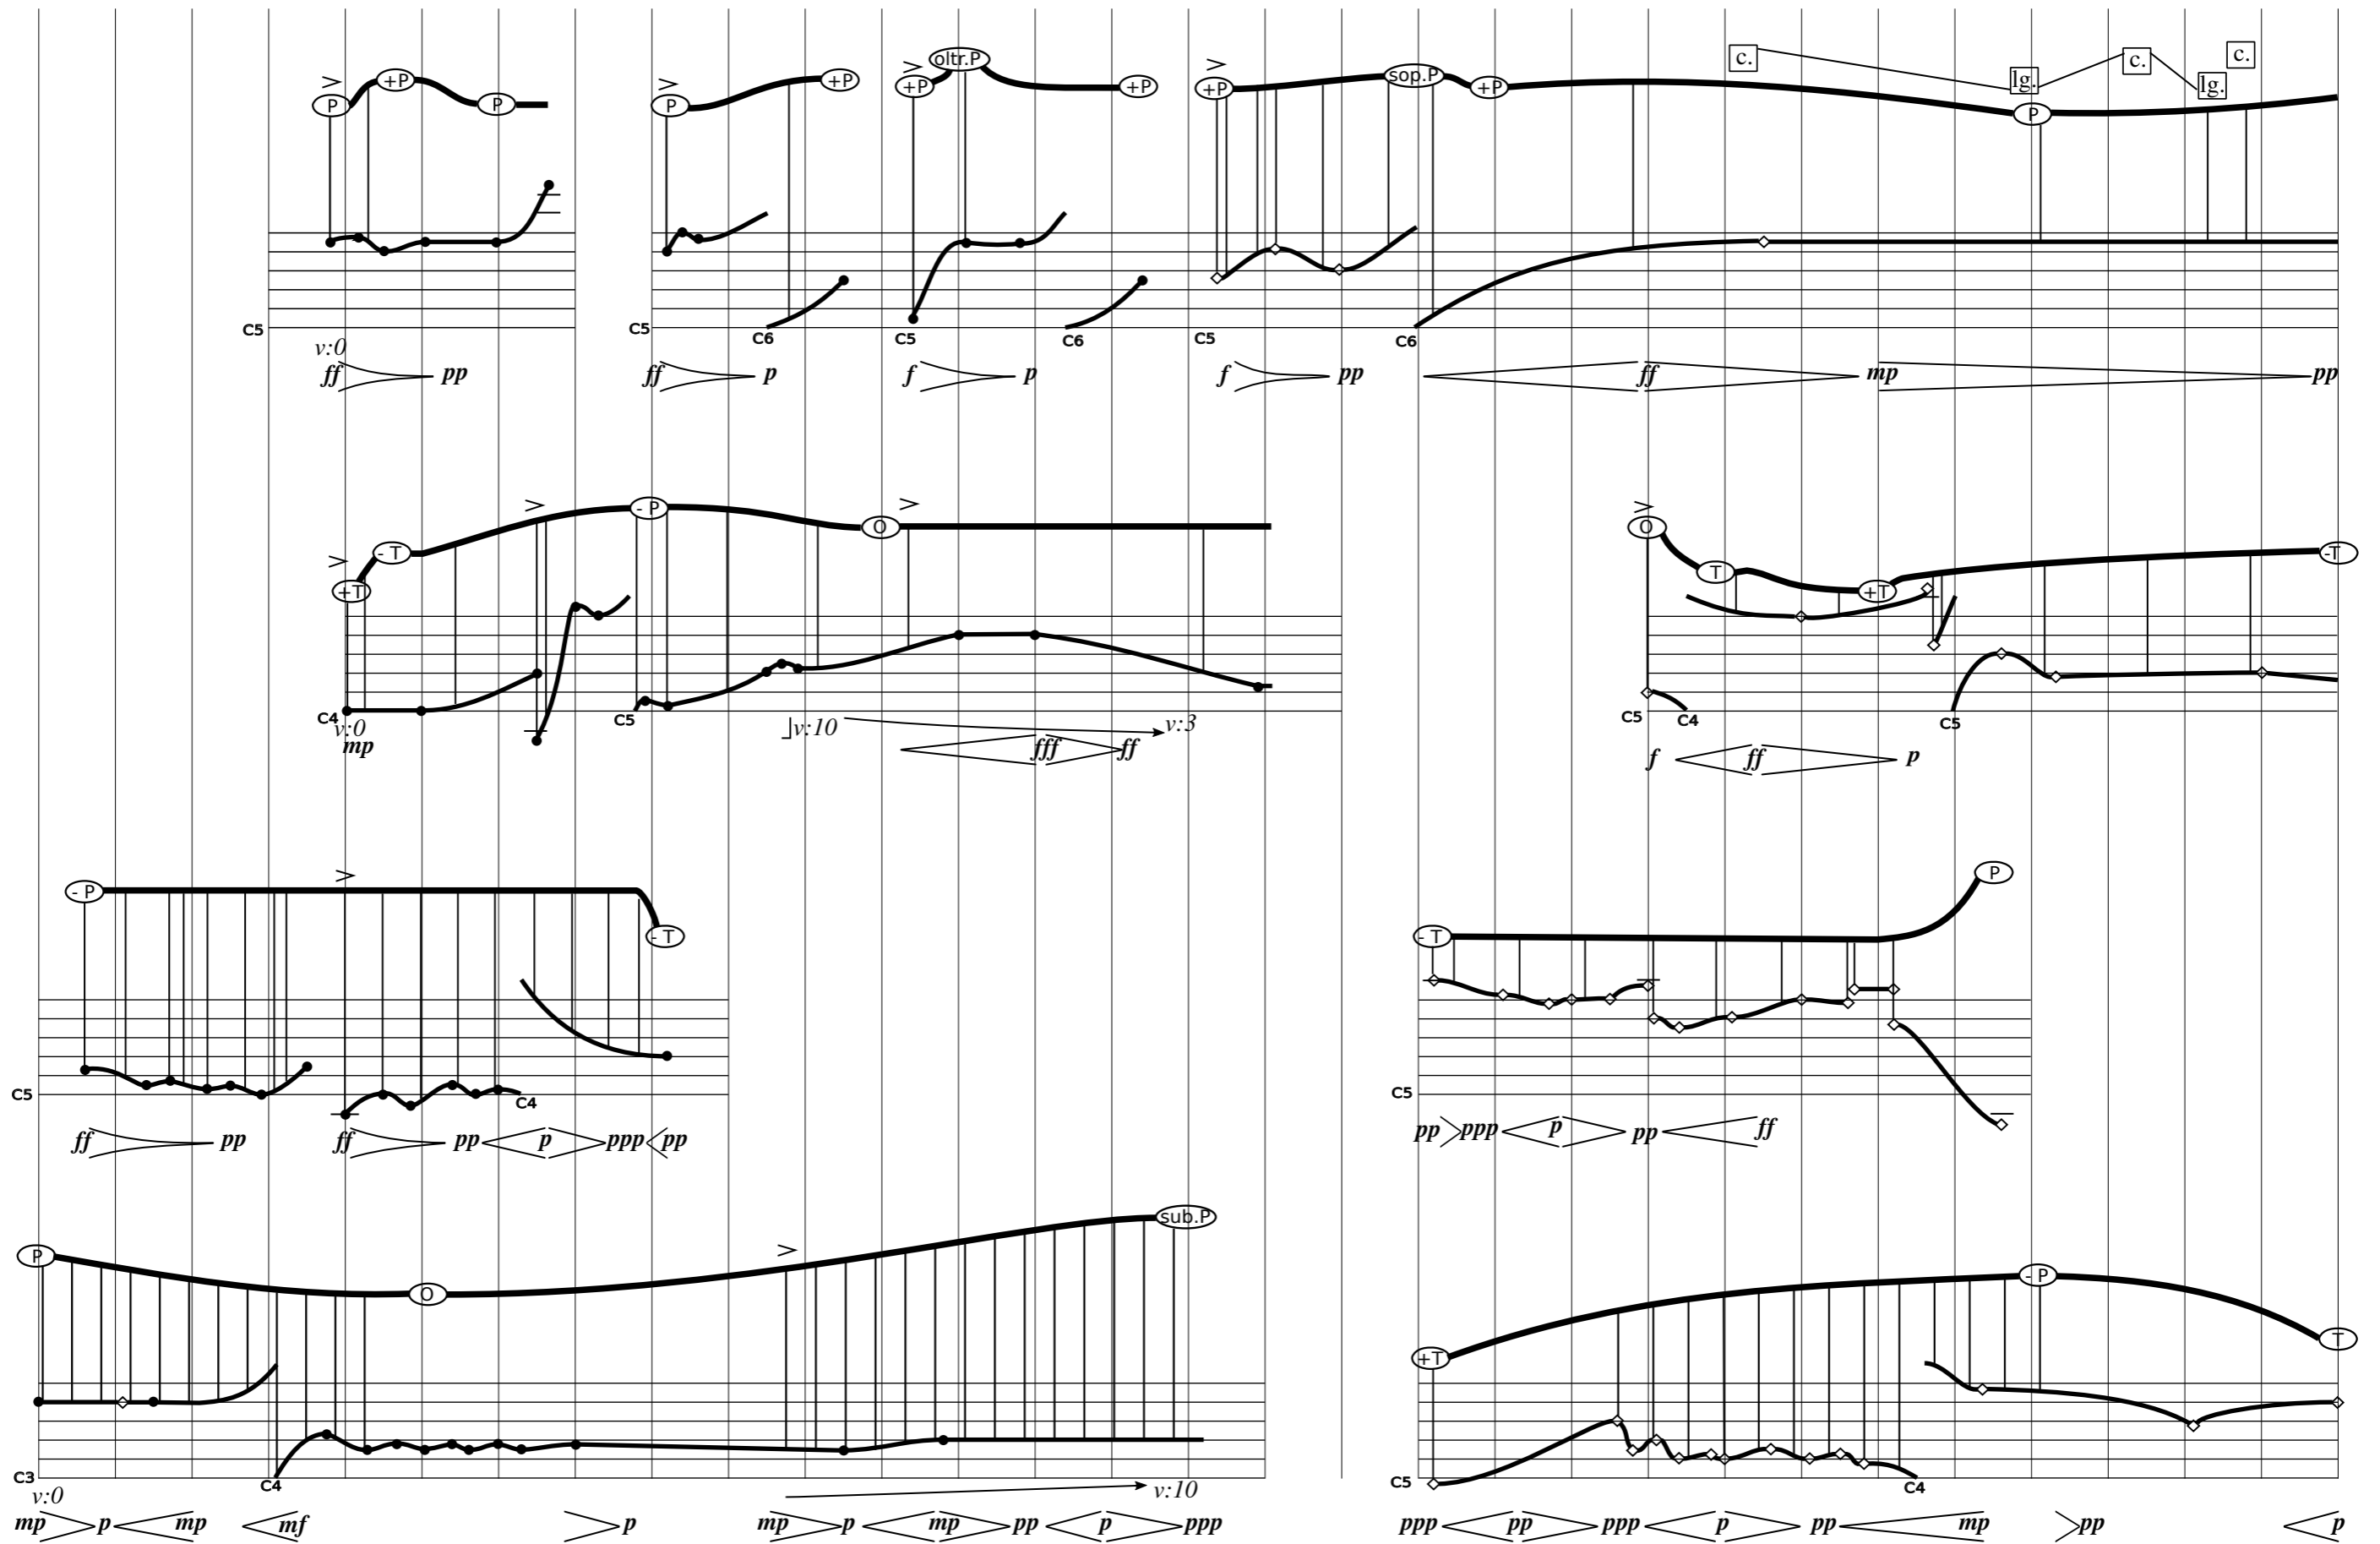 c. c.
oltr.P sop.P lg. lg.
P +P P P +P +P +P +P +P P
C5 C5 C6 C5 C6 C5 C6
v:0
ff pp ff p f p f pp ff mp pp
- P O O
- T T -T
+T +T
C4 C5 C5 C4 C5
v:0 v:10 v:3
mp fff ff f ff p
P
- P
- T - T
C5 C4 C5
ff pp ff pp p ppp pp pp ppp p pp ff
sub.P
P O - P
+T T
C3 C4 C5 C4
v:0 v:10
mp p mp mf p mp p mp pp p ppp ppp pp ppp p pp mp pp p